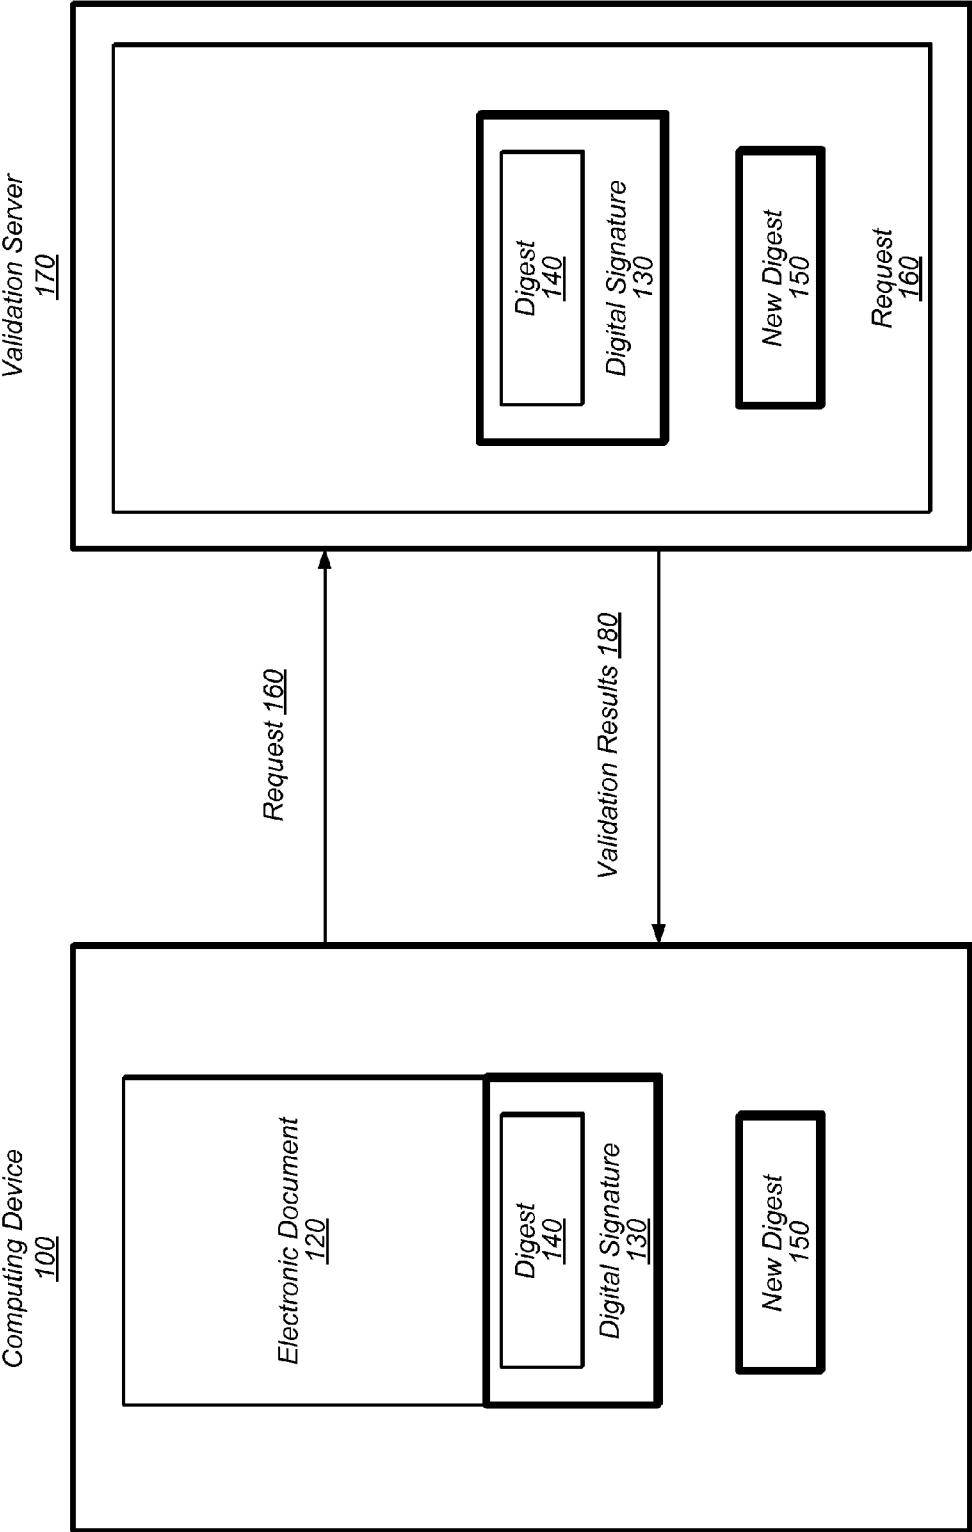 Computing Device
100
Validation Server
170
Electronic Document
120
Digest
140
Digital Signature
130
New Digest
150
Request 160
Validation Results 180
Digest
140
Digital Signature
130
New Digest
150
Request
160